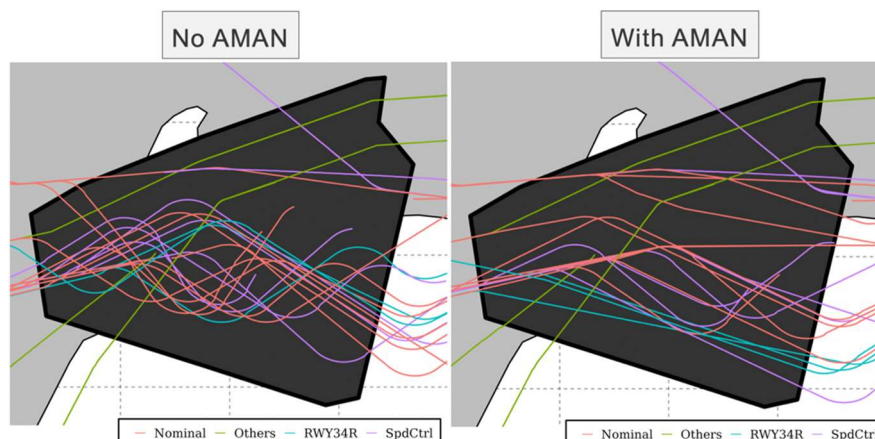 No AMAN
With AMAN
Nominal Others RWY34R SpdCtrl
Nominal Others RWY34R SpdCtrl